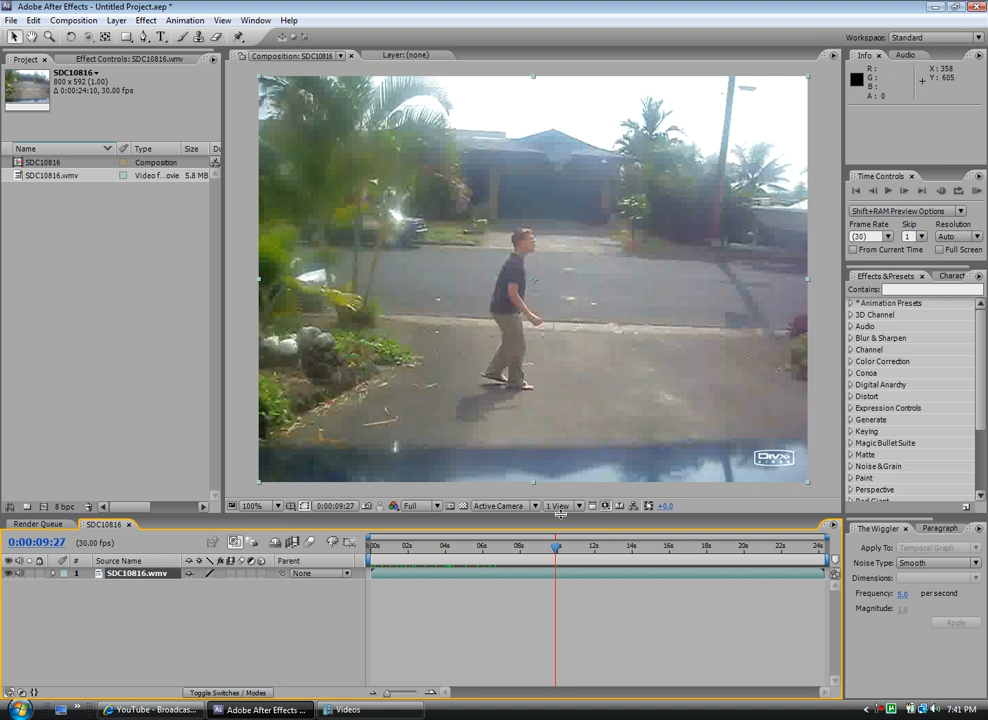 Adobe After Effects - Untitled Project.aep *
File Edit Composition Layer Effect Animation View Window Help
Workspace: Standard
Project Effect Controls: SDC10816.wmv
Composition: SDC10816 Layer: (none)
Info Audio
SDC10816
800 x 592 (1.00)
Δ 0:00:24:10, 30.00 fps
R :
G :
B :
A : 0
X : 358
Y : 605
Name Type Size Du
SDC10816 Composition
SDC10816.wmv Video f...ovie 5.8 MB
Time Controls
Shift+RAM Preview Options
Frame Rate Skip Resolution
(30) 1 Auto
From Current Time Full Screen
Effects & Presets Charact
Contains:
* Animation Presets
3D Channel
Audio
Blur & Sharpen
Channel
Color Correction
Conoa
Digital Anarchy
Distort
Expression Controls
Generate
Keying
Magic Bullet Suite
Matte
Noise & Grain
Paint
Perspective
DivX
VIDEO
8 bpc
100% 0:00:09:27 Full Active Camera 1 View +0.0
Render Queue SDC10816
0:00:09:27 (30.00 fps)
# Source Name Parent
1 SDC10816.wmv None
:00s 02s 04s 06s 08s 12s 14s 16s 18s 20s 22s 24s
Toggle Switches / Modes
The Wiggler Paragraph
Apply To: Temporal Graph
Noise Type: Smooth
Dimensions:
Frequency: 5.0 per second
Magnitude: 1.0
Apply
YouTube - Broadcas... Adobe After Effects ... Videos 7:41 PM